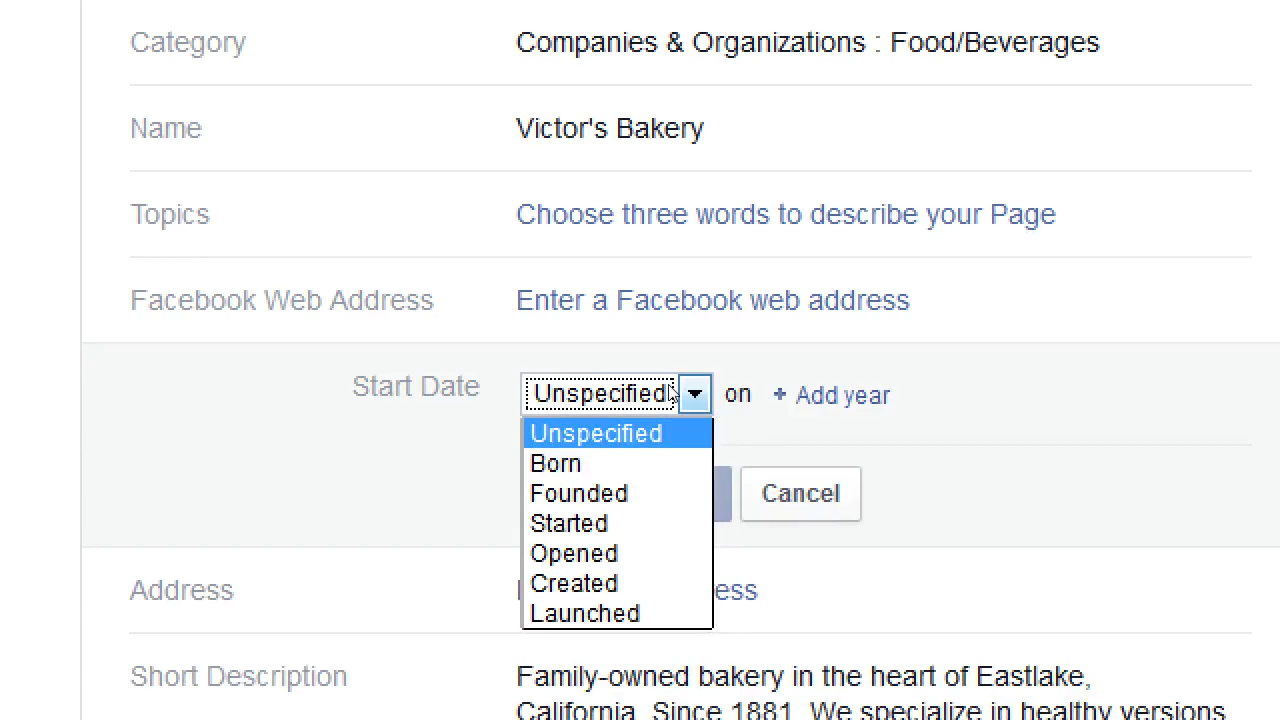 Category Companies & Organizations : Food/Beverages
Name Victor's Bakery
Topics Choose three words to describe your Page
Facebook Web Address Enter a Facebook web address
Start Date Unspecified on + Add year
Unspecified
Born
Founded Cancel
Started
Opened
Created
Address ess
Launched
Short Description Family-owned bakery in the heart of Eastlake,
California. Since 1881. We specialize in healthy versions